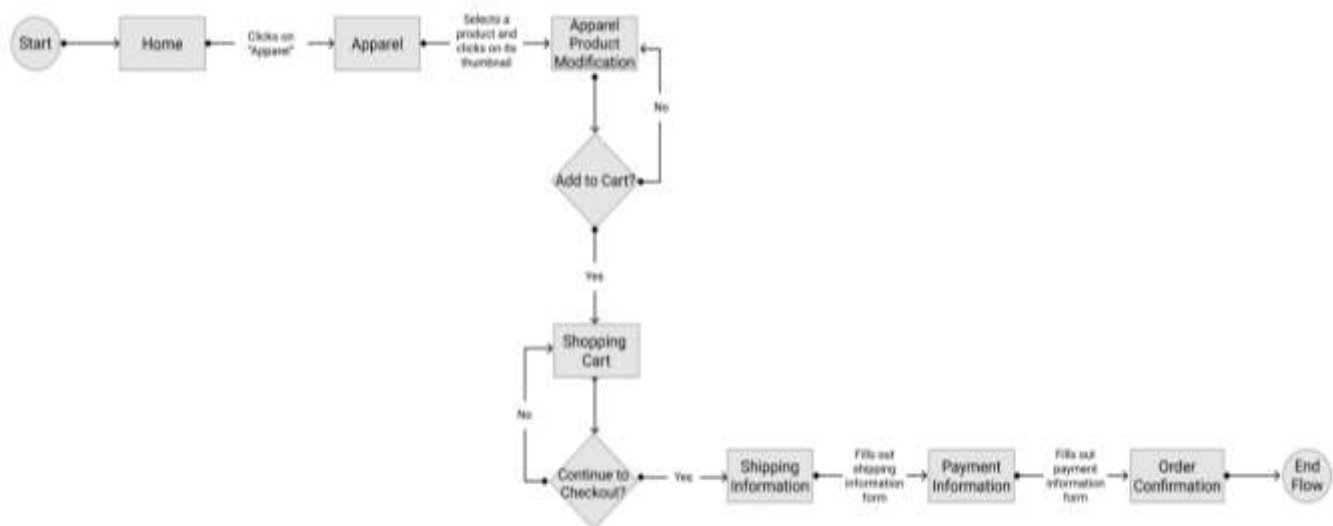 Start
Home
Clicks on
"Apparel"
Apparel
Selects a
product and
clicks on its
thumbnail
Apparel
Product
Modification
No
Add to Cart?
Yes
Shopping
Cart
No
Continue to
Checkout?
Yes
Shipping
Information
Fills out
shipping
information
form
Payment
Information
Fills out
payment
information
form
Order
Confirmation
End
Flow